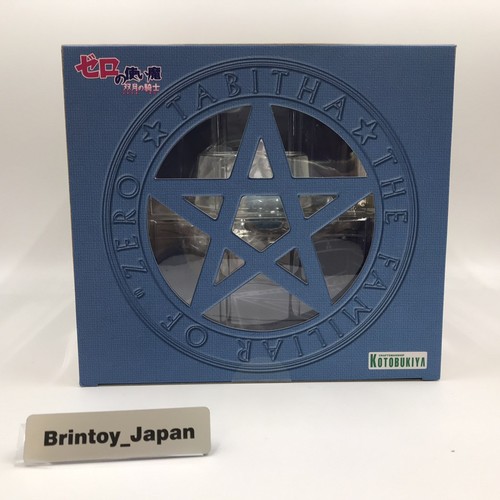 ゼロの使い魔
双月の騎士
TABITHA ☆ THE FAMILIAR OF "ZERO" ☆
KOTOBUKIYA
Brintoy_Japan